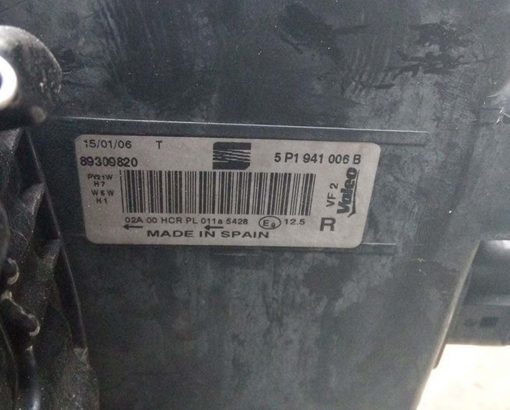 15/01/06 T 5 P1 941 006 B
89309820
PY21W
H7
W5W
H1
VF 2 Valeo
02A 00 HCR PL 011a 5428 E9 12.5 R
MADE IN SPAIN